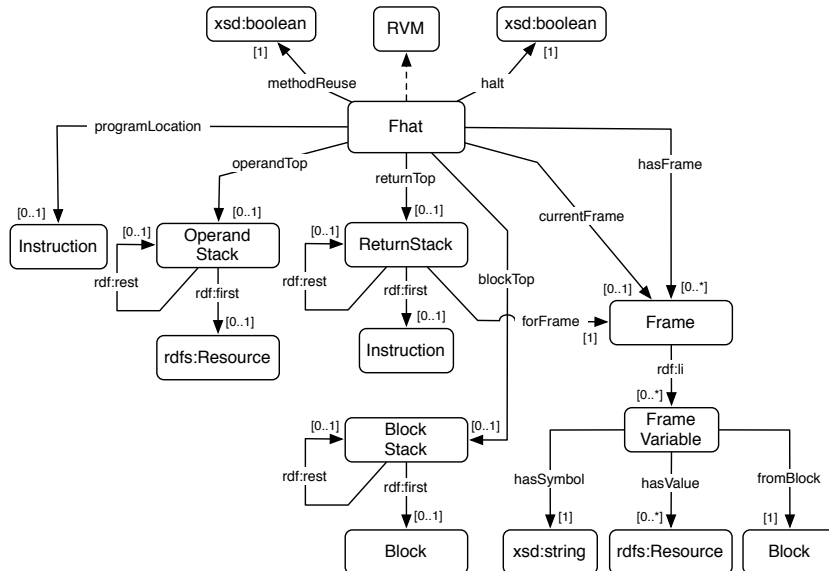 xsd:boolean
RVM
xsd:boolean
[1]
[1]
methodReuse
halt
Fhat
programLocation
hasFrame
operandTop
returnTop
currentFrame
[0..1]
[0..1]
[0..1]
Instruction
[0..1]
Operand
Stack
[0..1]
ReturnStack
blockTop
rdf:rest
rdf:first
rdf:rest
rdf:first
[0..1]
[0..*]
[0..1]
[0..1]
forFrame
[1]
Frame
rdfs:Resource
Instruction
rdf:li
[0..*]
[0..1]
Block
Stack
[0..1]
Frame
Variable
rdf:rest
rdf:first
hasSymbol
hasValue
fromBlock
[0..1]
[1]
[0..*]
[1]
Block
xsd:string
rdfs:Resource
Block